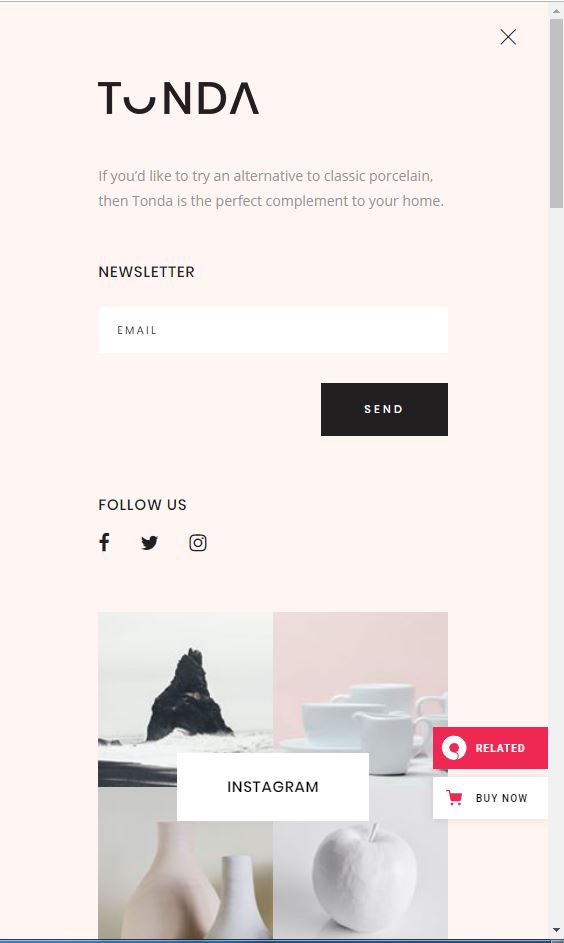 TONDA
If you'd like to try an alternative to classic porcelain,
then Tonda is the perfect complement to your home.
NEWSLETTER
EMAIL
SEND
FOLLOW US
RELATED
INSTAGRAM
BUY NOW